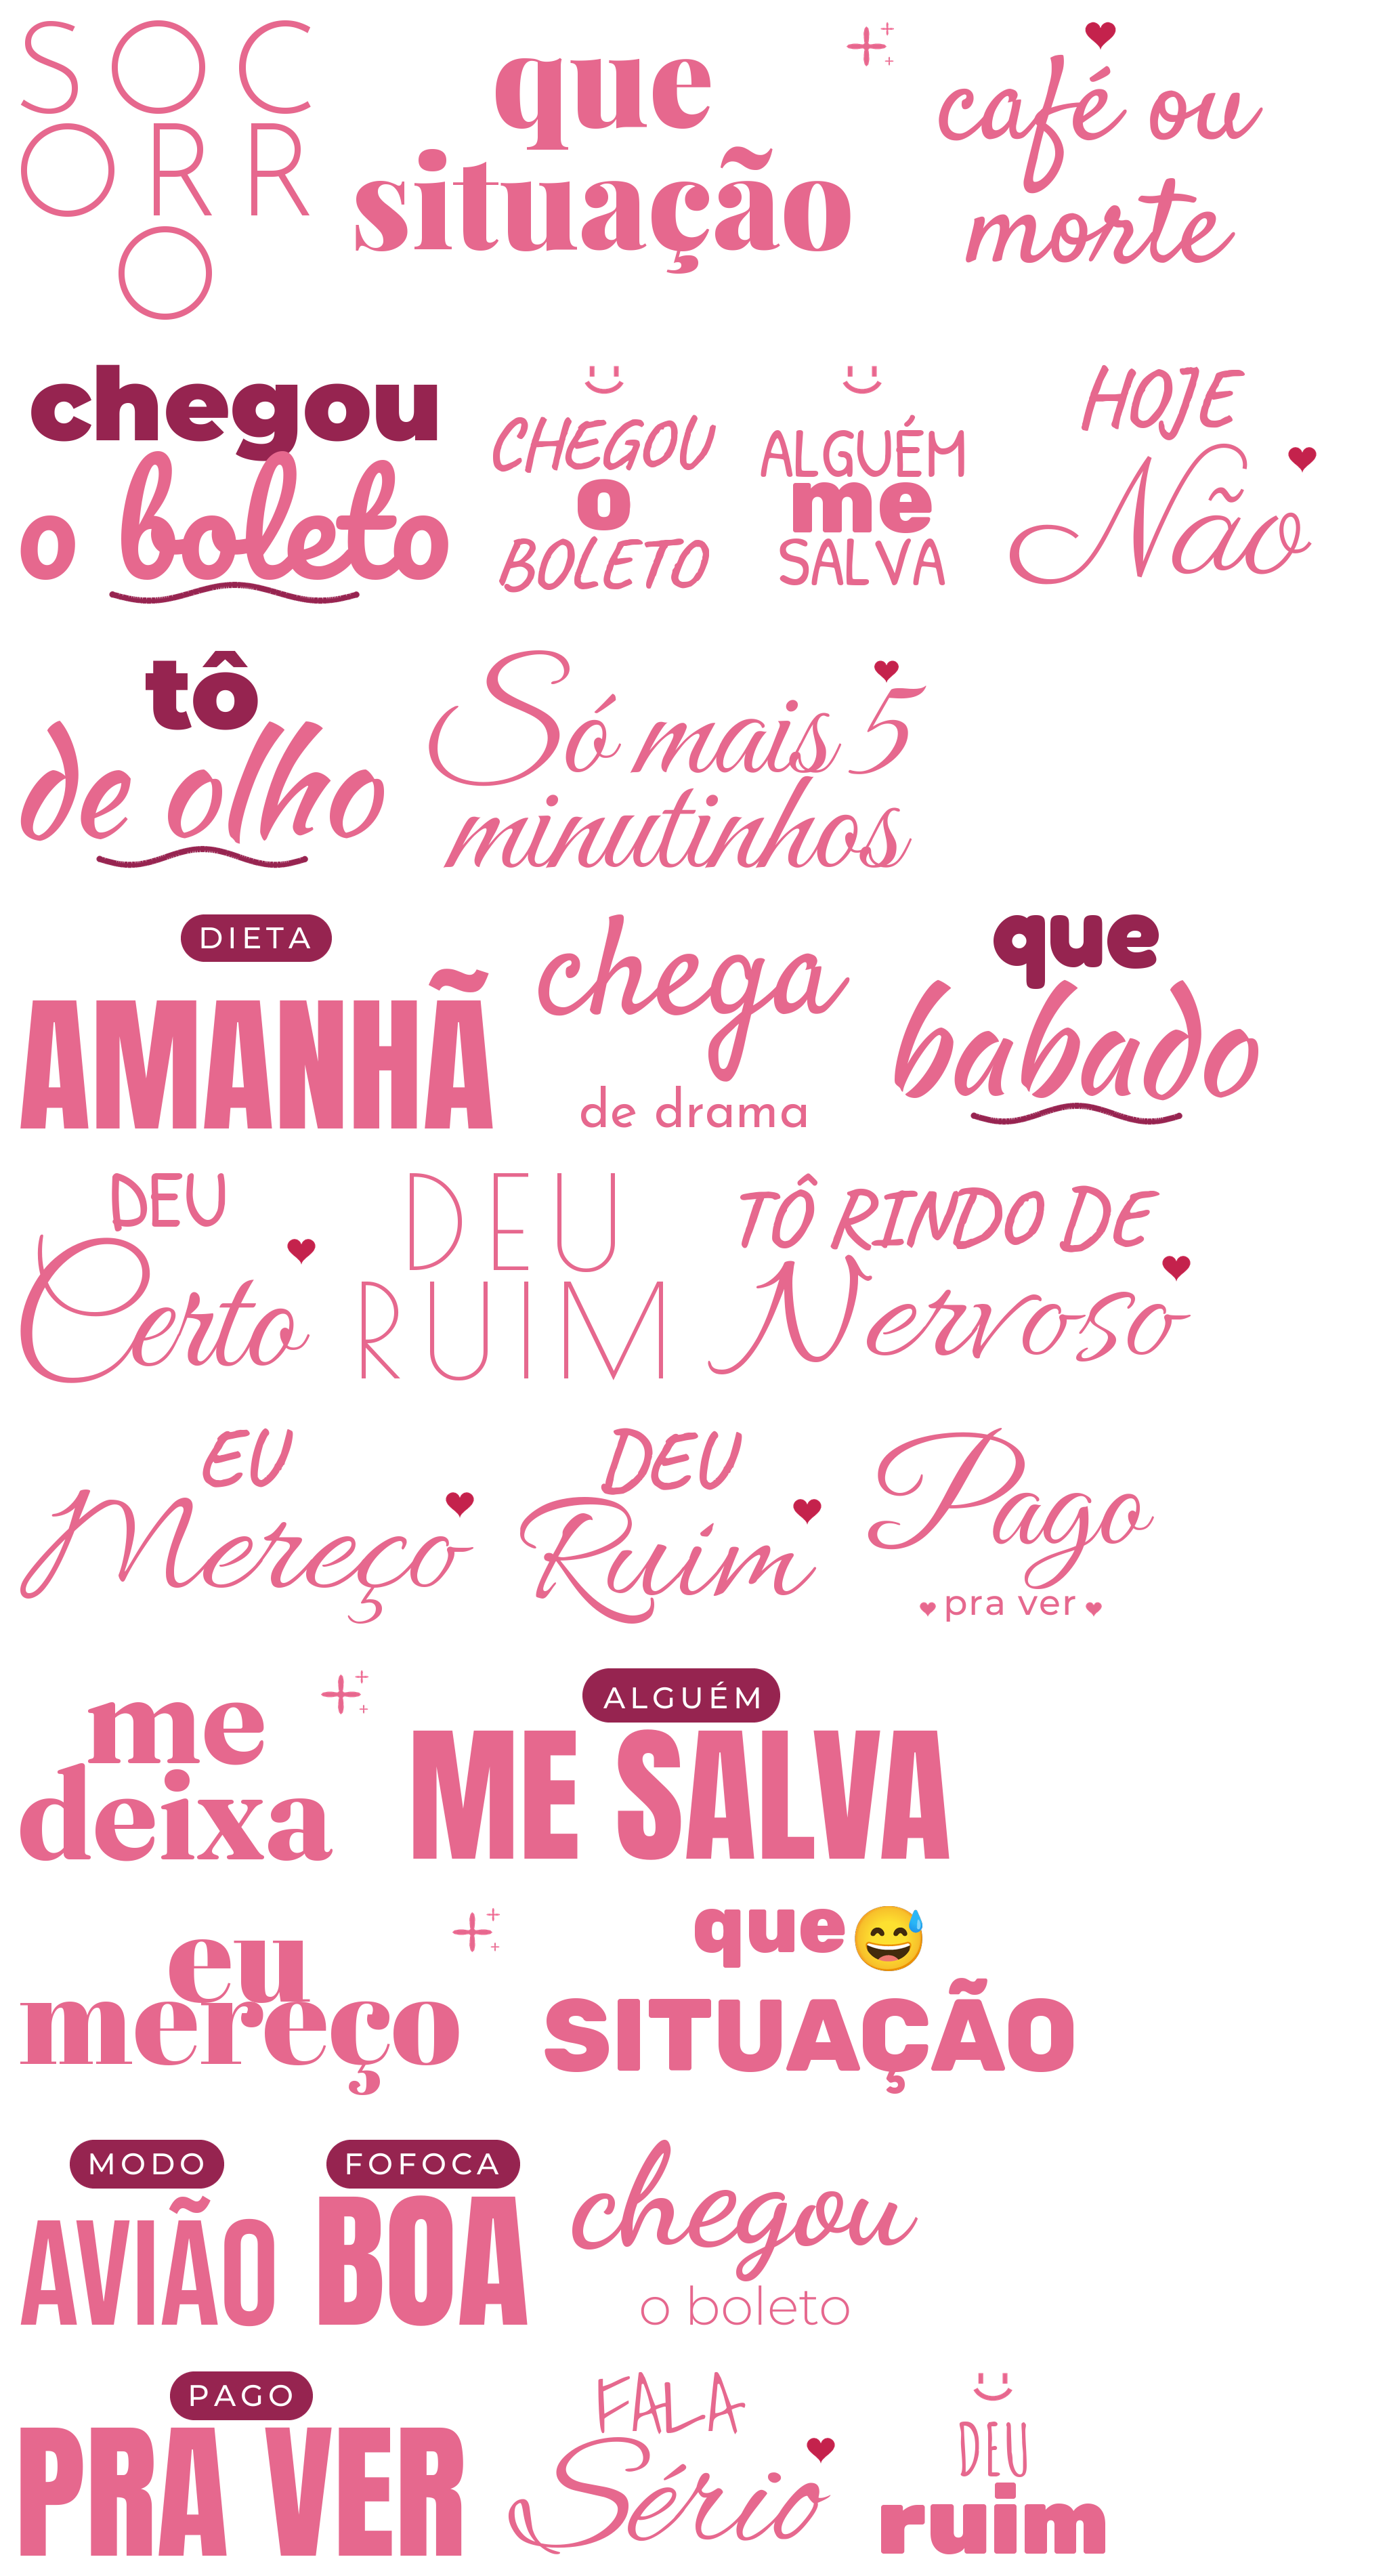 SOC
ORR
O
que
situação
café ou
morte
chegou
o boleto
CHEGOU
o
BOLETO
ALGUÉM
me
SALVA
HOJE
Não
tô
de olho
Só mais 5
minutinhos
DIETA
AMANHÃ
chega
de drama
que
babado
DEU
Certo
DEU
RUIM
TÔ RINDO DE
Nervoso
EU
Mereço
DEU
Ruim
Pago
pra ver
me
deixa
ALGUÉM
ME SALVA
eu
mereço
que
SITUAÇÃO
MODO
AVIÃO
FOFOCA
BOA
chegou
o boleto
PAGO
PRA VER
FALA
Sério
DEU
ruim